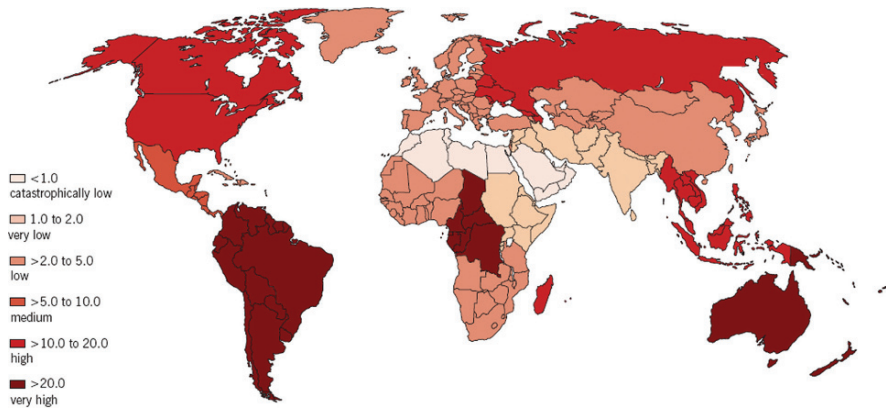 <1.0
catastrophically low
1.0 to 2.0
very low
>2.0 to 5.0
low
>5.0 to 10.0
medium
>10.0 to 20.0
high
>20.0
very high